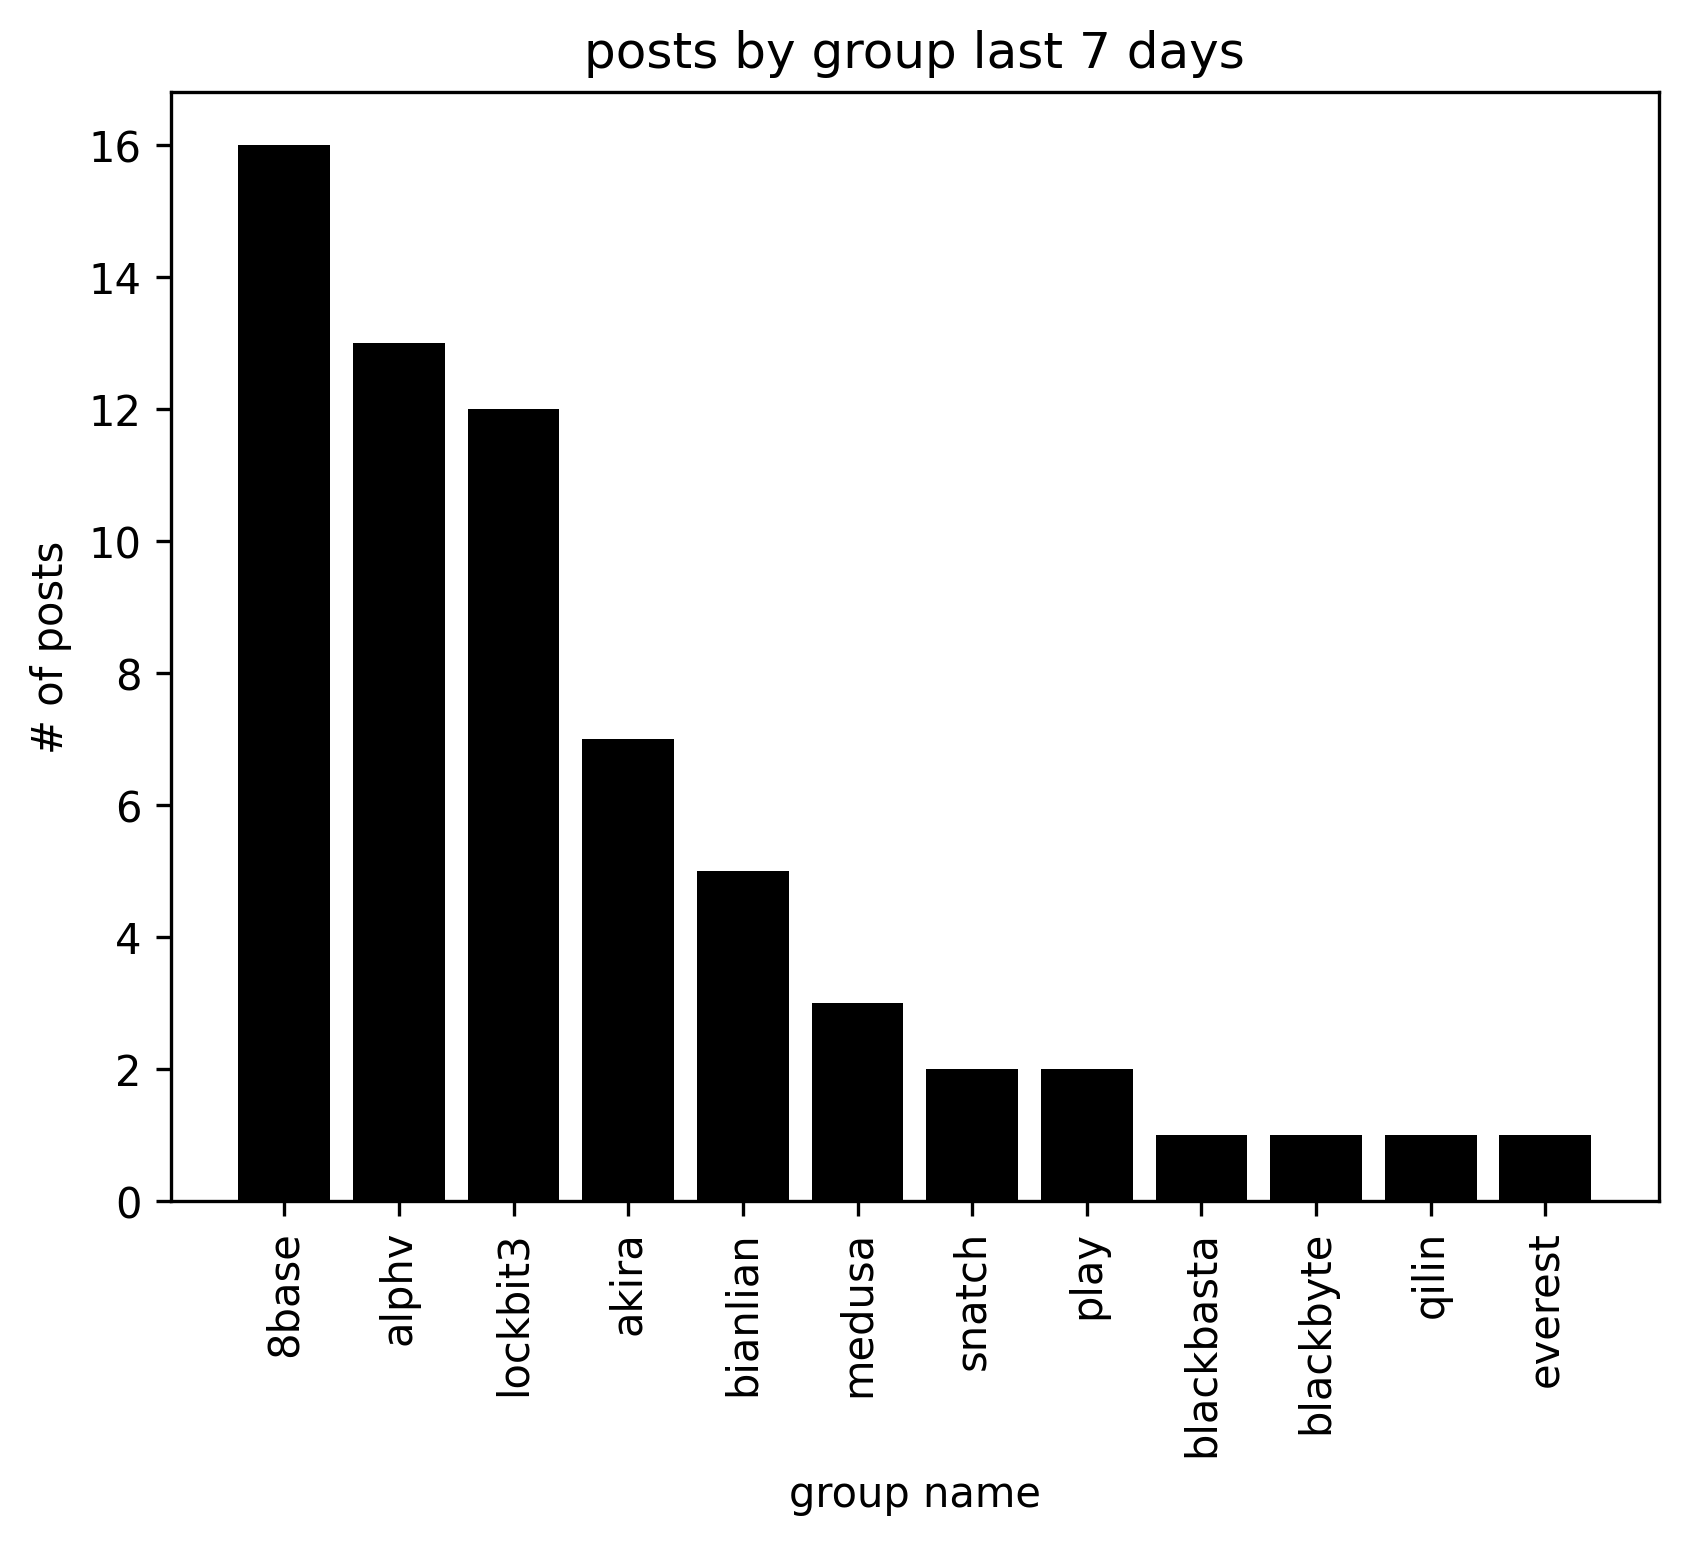 posts by group last 7 days
# of posts
16
14
12
10
8
6
4
2
0
8base
alphv
lockbit3
akira
bianlian
medusa
snatch
play
blackbasta
blackbyte
qilin
everest
group name